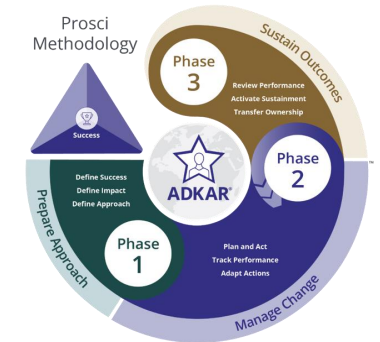 Prosci
Methodology
Success
Prepare Approach
Define Success
Define Impact
Define Approach
Phase
1
ADKAR®
Manage Change
Plan and Act
Track Performance
Adapt Actions
Phase
2
Sustain Outcomes
Phase
3
Review Performance
Activate Sustainment
Transfer Ownership
™